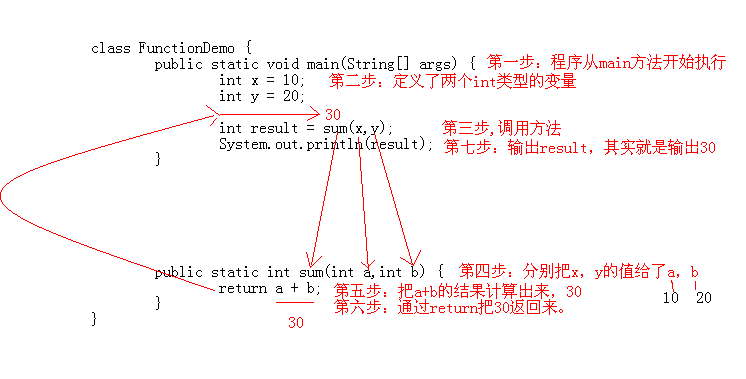 class FunctionDemo {
public static void main(String[] args) { 第一步：程序从main方法开始执行
int x = 10; 第二步：定义了两个int类型的变量
int y = 20;
30
int result = sum(x,y); 第三步,调用方法
System.out.println(result); 第七步：输出result，其实就是输出30
}
public static int sum(int a,int b) { 第四步：分别把x，y的值给了a，b
return a + b; 第五步：把a+b的结果计算出来，30
10 20
} 第六步：通过return把30返回来。
30
}